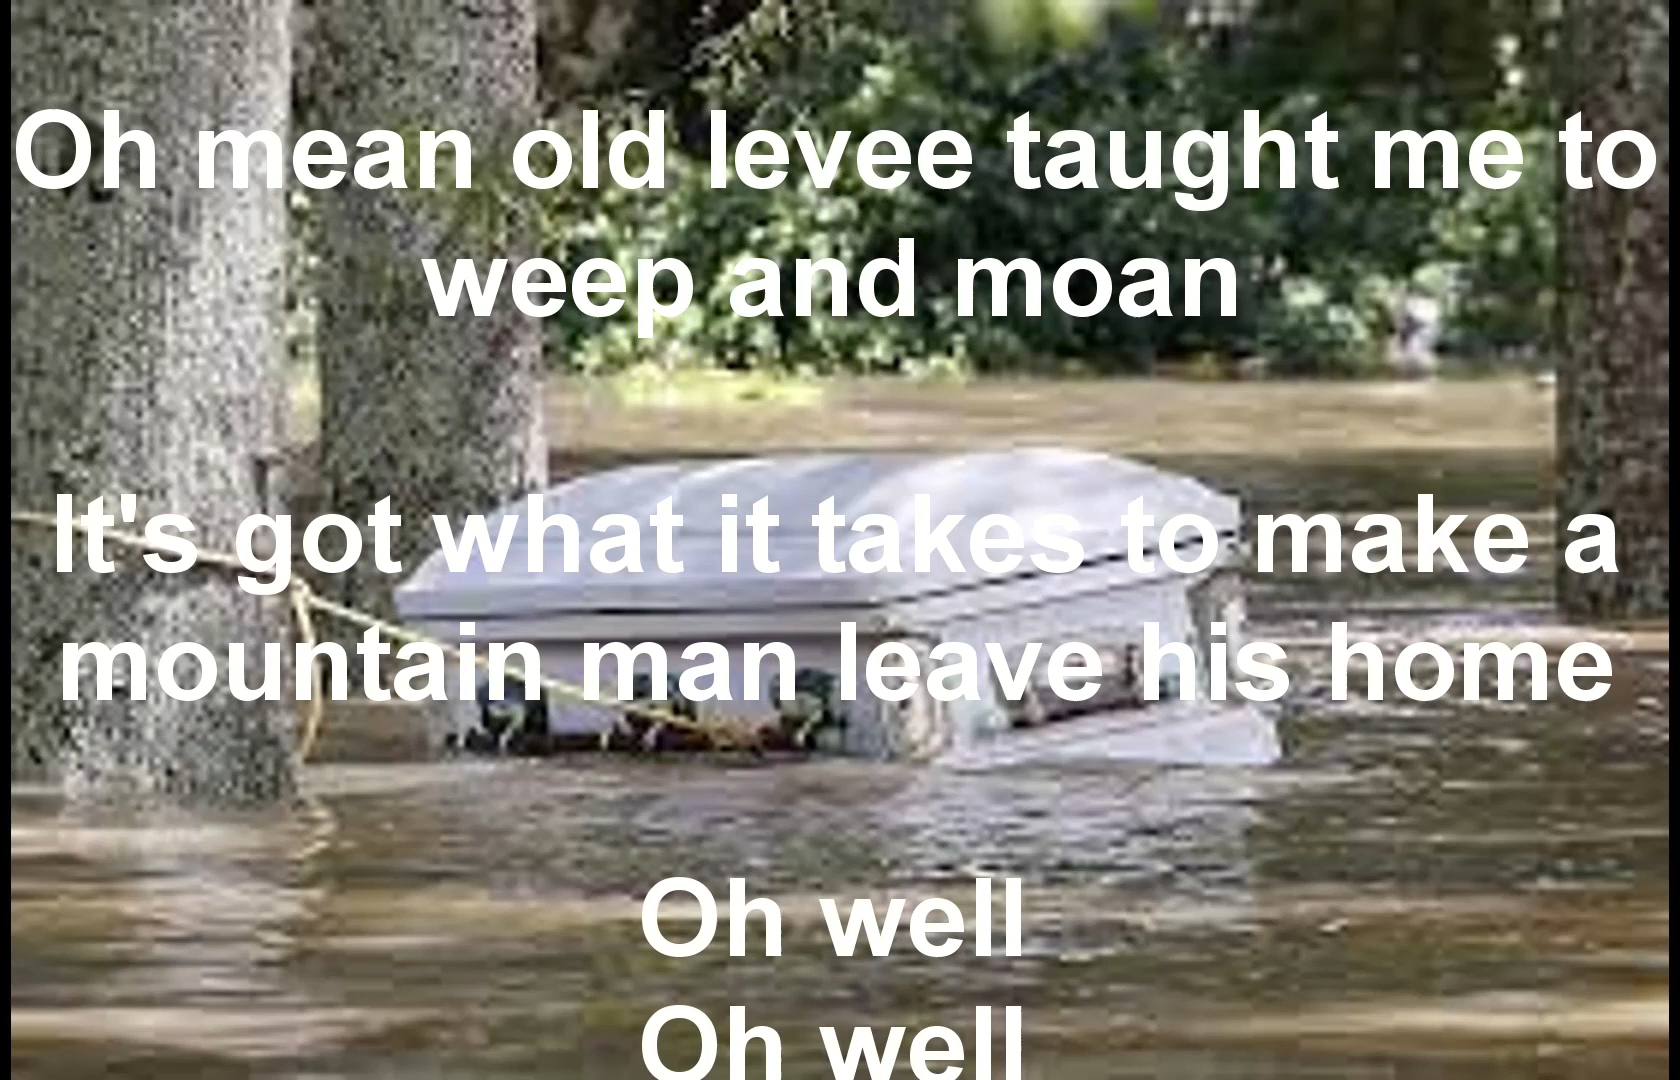 Oh mean old levee taught me to
weep and moan
It's got what it takes to make a
mountain man leave his home
Oh well
Oh well